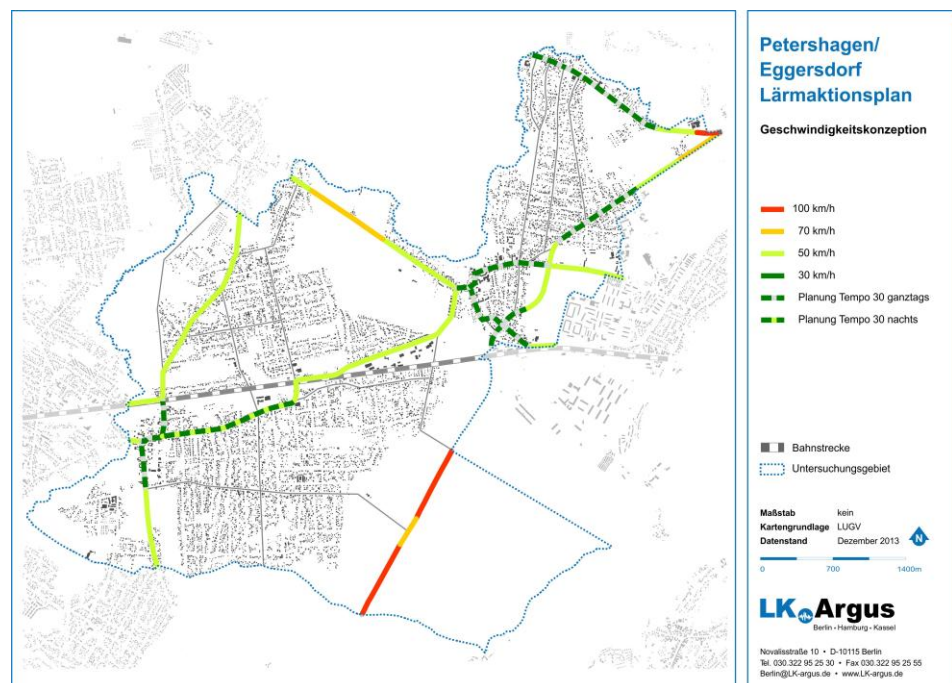 Petershagen/
Eggersdorf
Lärmaktionsplan
Geschwindigkeitskonzeption
100 km/h
70 km/h
50 km/h
30 km/h
Planung Tempo 30 ganztags
Planung Tempo 30 nachts
Bahnstrecke
Untersuchungsgebiet
Maßstab kein
Kartengrundlage LUGV
Datenstand Dezember 2013
N
0 700 1400m
LK Argus
Berlin • Hamburg • Kassel
Novalisstraße 10 • D-10115 Berlin
Tel. 030.322 95 25 30 • Fax 030.322 95 25 55
Berlin@LK-argus.de • www.LK-argus.de